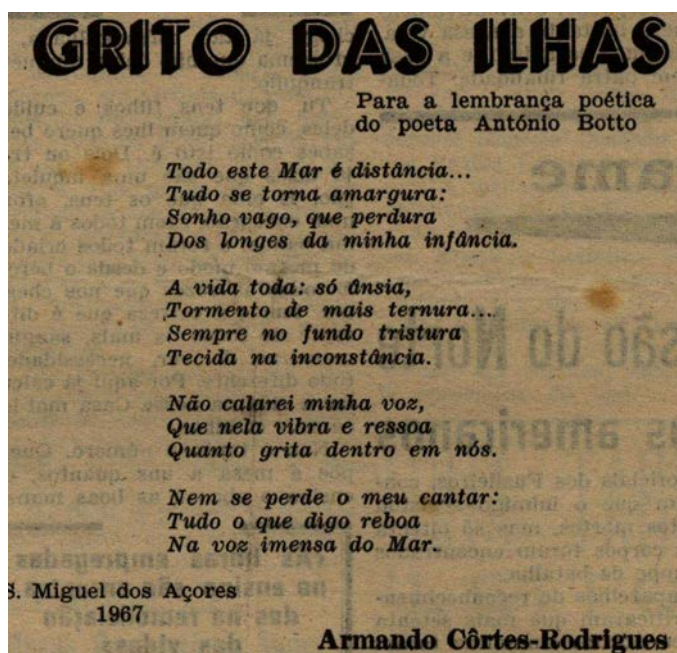 GRITO DAS ILHAS
Para a lembrança poética
do poeta António Botto
Todo este Mar é distância...
Tudo se torna amargura:
Sonho vago, que perdura
Dos longes da minha infância.
A vida toda: só ânsia,
Tormento de mais ternura....
Sempre no fundo tristura
Tecida na inconstância.
Não calarei minha voz,
Que nela vibra e ressoa
Quanto grita dentro em nós.
Nem se perde o meu cantar:
Tudo o que digo reboa
Na voz imensa do Mar.
S. Miguel dos Açores
1967
Armando Côrtes-Rodrigues